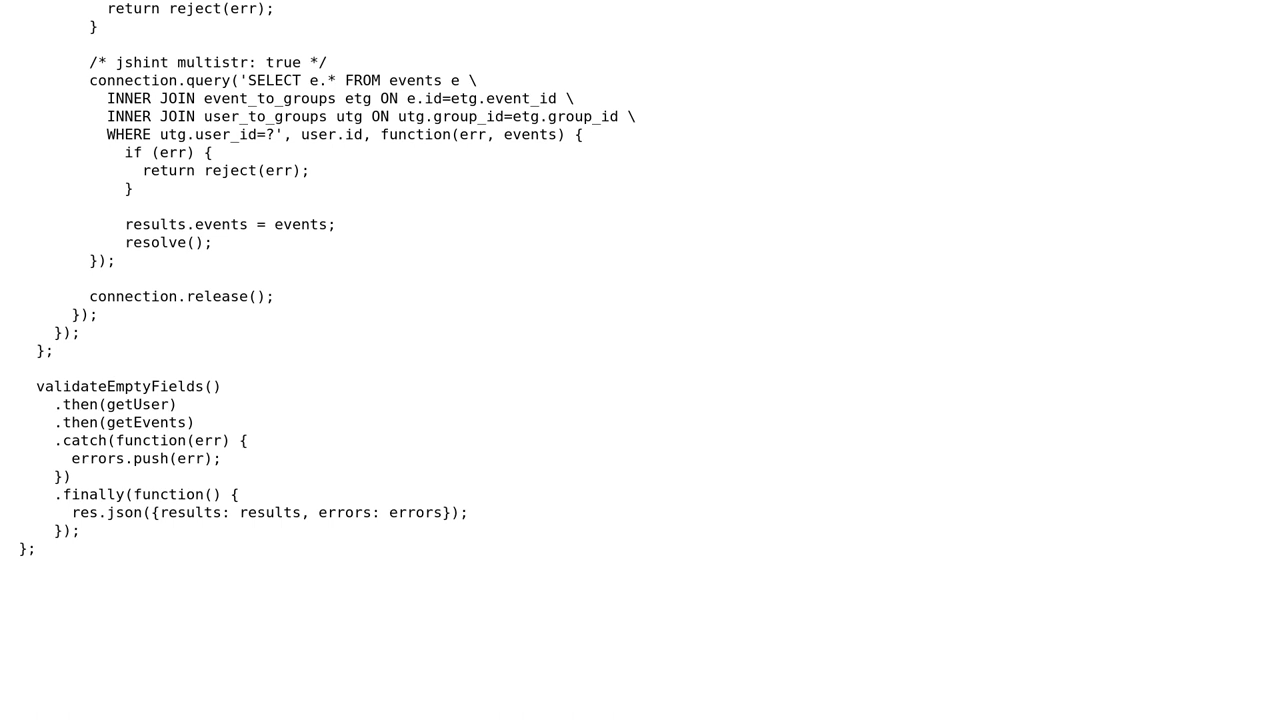 return reject(err);
        }

        /* jshint multistr: true */
        connection.query('SELECT e.* FROM events e \
          INNER JOIN event_to_groups etg ON e.id=etg.event_id \
          INNER JOIN user_to_groups utg ON utg.group_id=etg.group_id \
          WHERE utg.user_id=?', user.id, function(err, events) {
            if (err) {
              return reject(err);
            }

            results.events = events;
            resolve();
        });

        connection.release();
      });
    });
  };

  validateEmptyFields()
    .then(getUser)
    .then(getEvents)
    .catch(function(err) {
      errors.push(err);
    })
    .finally(function() {
      res.json({results: results, errors: errors});
    });
};